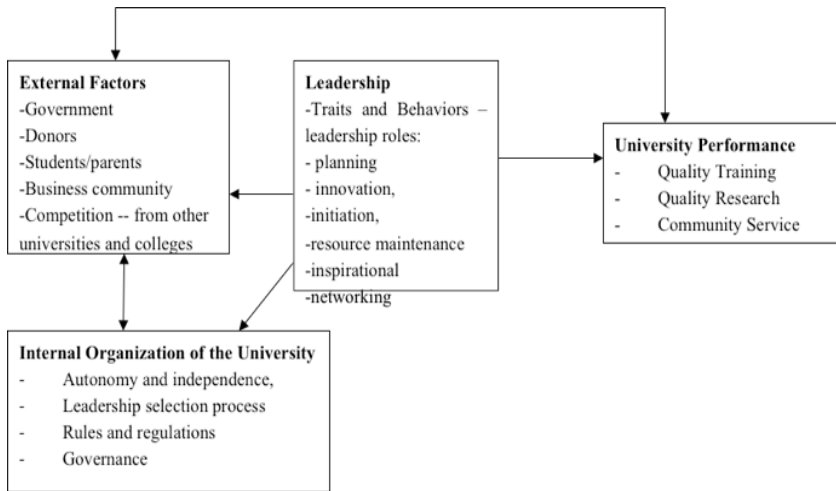 External Factors
-Government
-Donors
-Students/parents
-Business community
-Competition -- from other
universities and colleges
Leadership
-Traits and Behaviors –
leadership roles:
- planning
- innovation,
-initiation,
-resource maintenance
-inspirational
-networking
University Performance
- Quality Training
- Quality Research
- Community Service
Internal Organization of the University
- Autonomy and independence,
- Leadership selection process
- Rules and regulations
- Governance